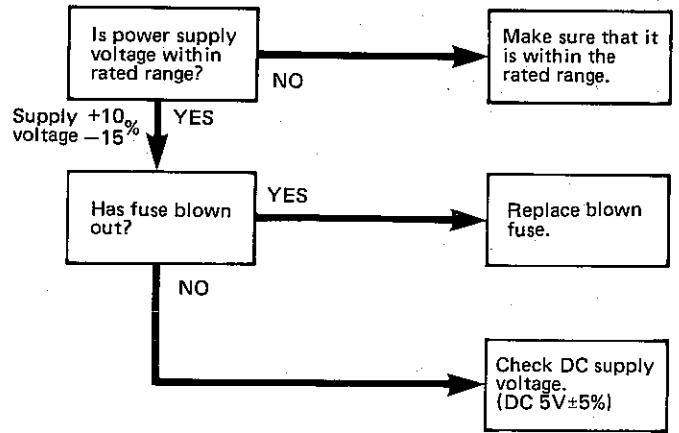 Is power supply
voltage within
rated range?
NO
Make sure that it
is within the
rated range.
Supply +10%
voltage −15
YES
Has fuse blown
out?
YES
Replace blown
fuse.
NO
Check DC supply
voltage.
(DC 5V±5%)